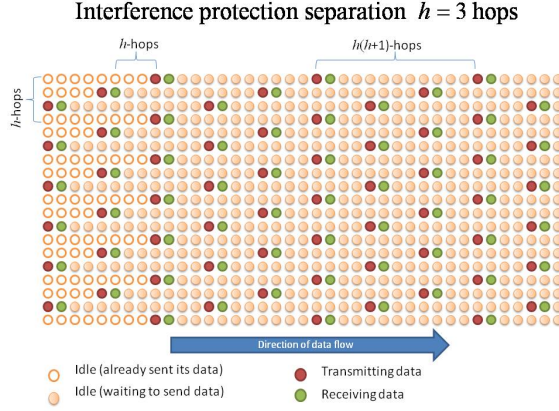 Interference protection separation h = 3 hops
h-hops
h(h+1)-hops
h-hops
Direction of data flow
Idle (already sent its data)
Transmitting data
Idle (waiting to send data)
Receiving data